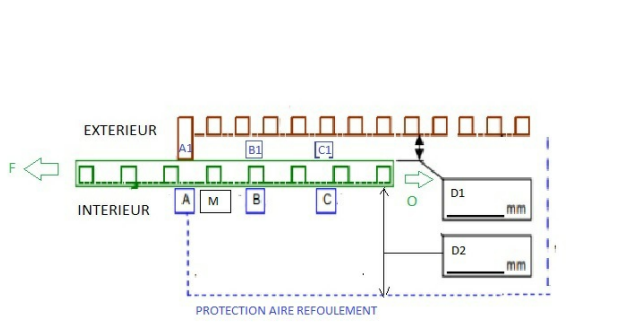 EXTERIEUR
A1
B1
C1
F
O
INTERIEUR
A
M
B
C
D1
mm
D2
mm
PROTECTION AIRE REFOULEMENT